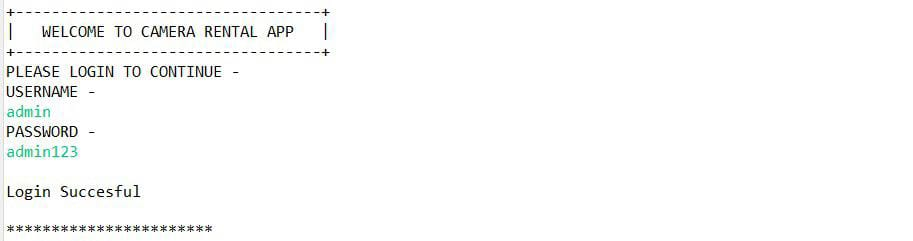 +----------------------------------+
|   WELCOME TO CAMERA RENTAL APP   |
+----------------------------------+
PLEASE LOGIN TO CONTINUE -
USERNAME -
admin
PASSWORD -
admin123
Login Succesful
***********************